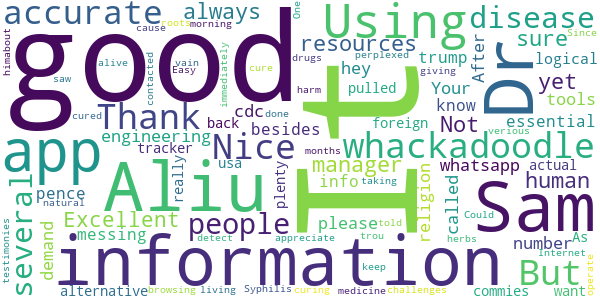 himabout
roots
cause
One
morning
accurate
always
Using
disease
saw
alive
contacted
Easy
vain
cure
immediately
resources
hey
trump
After
sure
logical
perplexed
Since
good
I
t
Dr
drugs
giving
Your
know
yet
tools
cured
Thank
cdc
done
harm
pulled
Not
essential
engineering
back
besides
foreign
app
Nice
whackadoodle
tracker
usa
months
Aliu
really
plenty
manager
whatsapp
actual
several
pence
natural
people
info
taking
religion
called
human
Excellent
please
told
Sam
number
As
Could
verious
testimonies
demand
messing
detect
appreciate
trou
herbs
internet
information
But
keep
commies
want
operate
alternative
browsing
living
Syphilis
curing
medicine
challenges